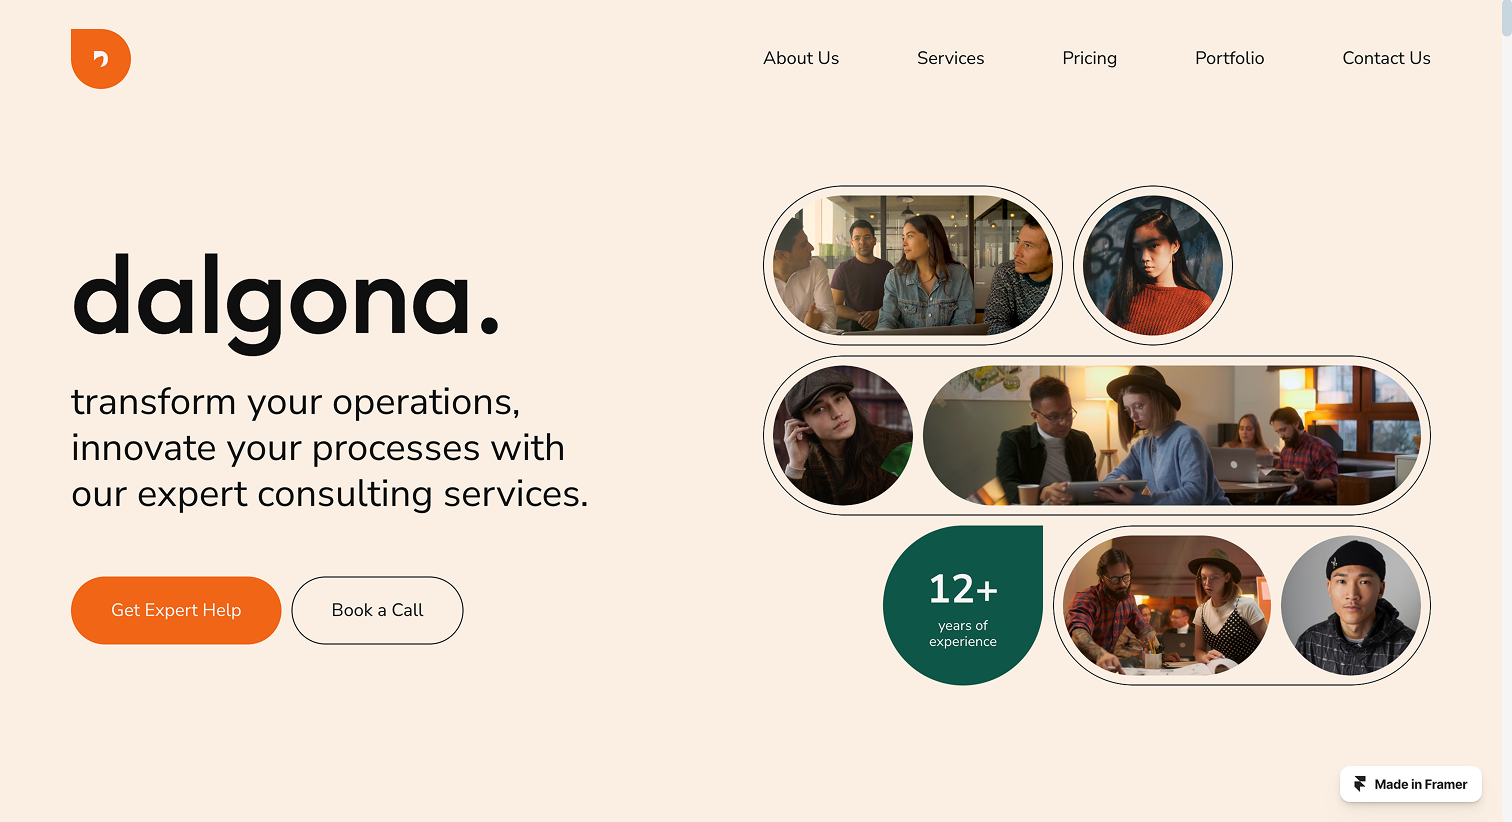 About Us
Services
Pricing
Portfolio
Contact Us
dalgona.
transform your operations,
innovate your processes with
our expert consulting services.
Get Expert Help
Book a Call
12+
years of
experience
Made in Framer